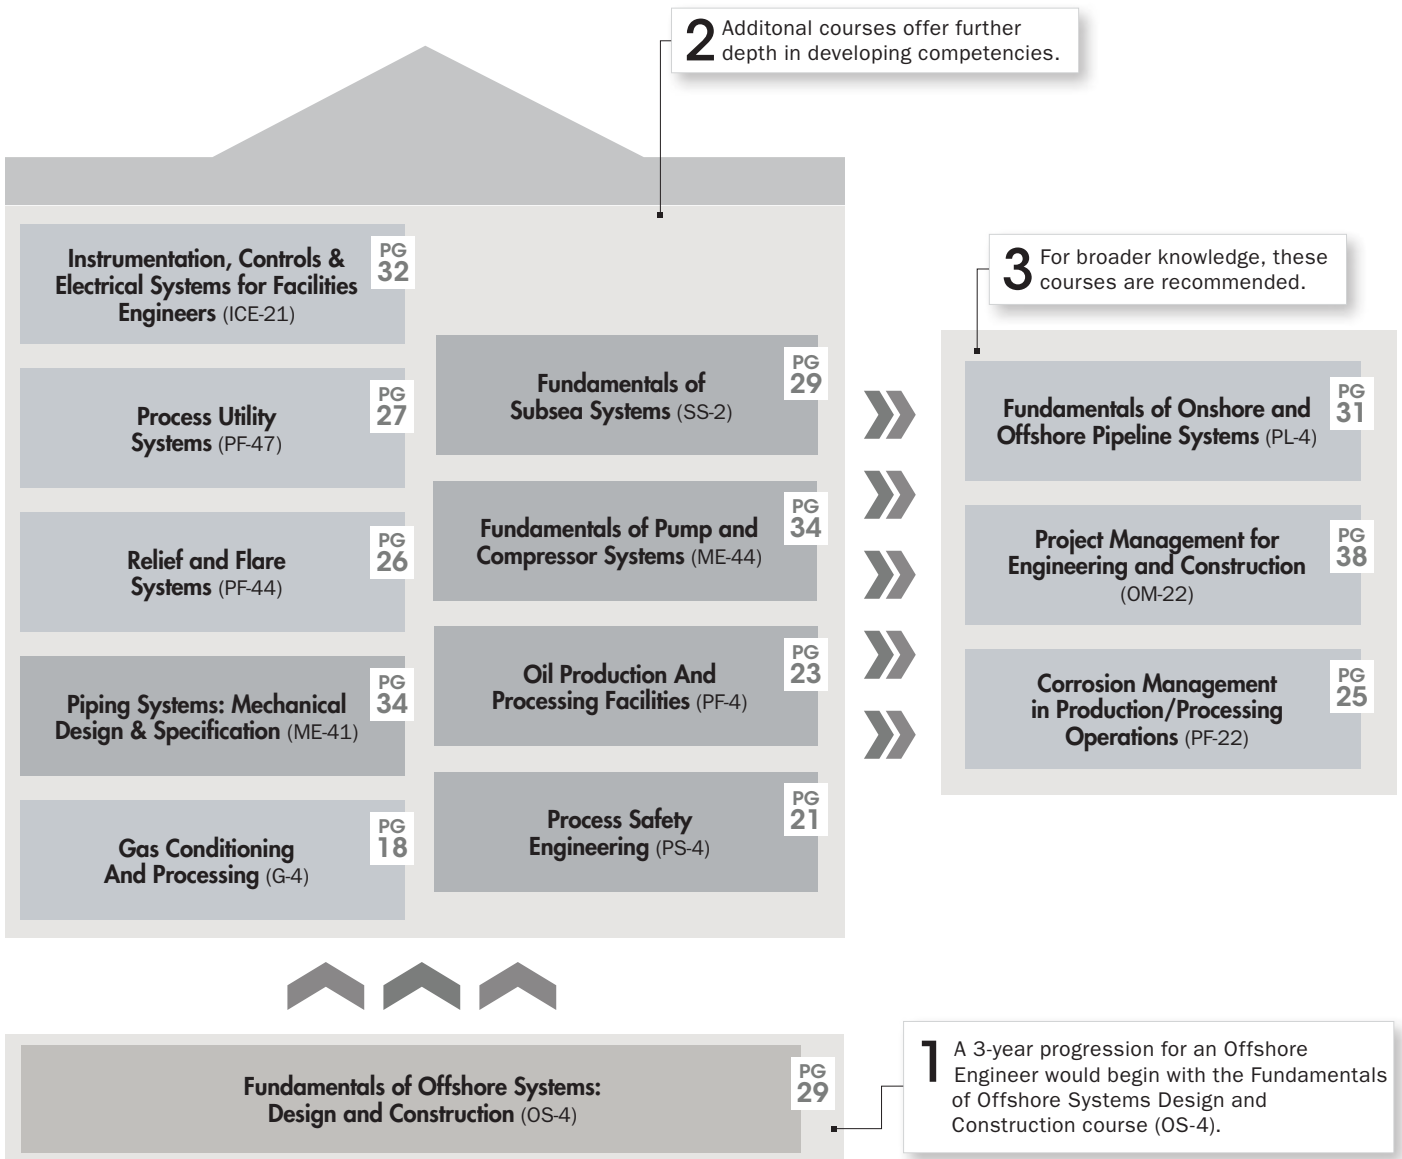 2 Additonal courses offer further
depth in developing competencies.
Instrumentation, Controls &
Electrical Systems for Facilities
Engineers (ICE-21)
PG
32
Process Utility
Systems (PF-47)
PG
27
Relief and Flare
Systems (PF-44)
PG
26
Piping Systems: Mechanical
Design & Specification (ME-41)
PG
34
Gas Conditioning
And Processing (G-4)
PG
18
Fundamentals of
Subsea Systems (SS-2)
PG
29
Fundamentals of Pump and
Compressor Systems (ME-44)
PG
34
Oil Production And
Processing Facilities (PF-4)
PG
23
Process Safety
Engineering (PS-4)
PG
21
3 For broader knowledge, these
courses are recommended.
Fundamentals of Onshore and
Offshore Pipeline Systems (PL-4)
PG
31
Project Management for
Engineering and Construction
(OM-22)
PG
38
Corrosion Management
in Production/Processing
Operations (PF-22)
PG
25
Fundamentals of Offshore Systems:
Design and Construction (OS-4)
PG
29
1 A 3-year progression for an Offshore
Engineer would begin with the Fundamentals
of Offshore Systems Design and
Construction course (OS-4).